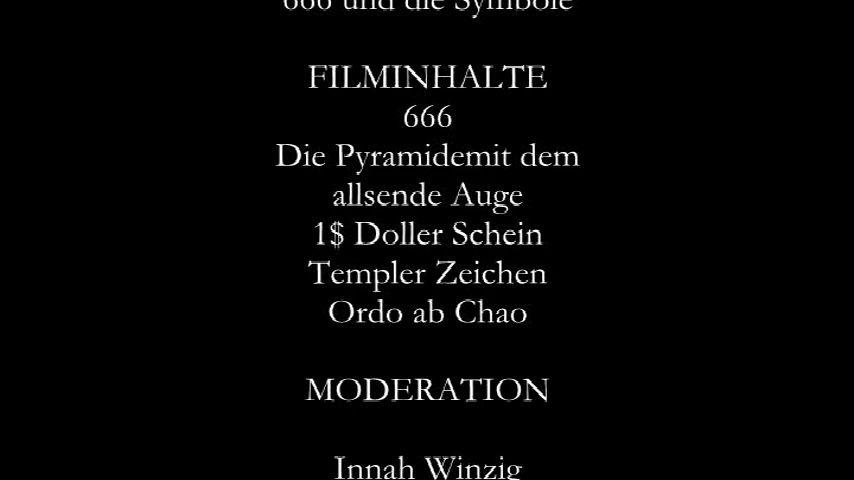 666 und die Symbole
FILMINHALTE
666
Die Pyramidemit dem
allsende Auge
1$ Doller Schein
Templer Zeichen
Ordo ab Chao
MODERATION
Innah Winzig